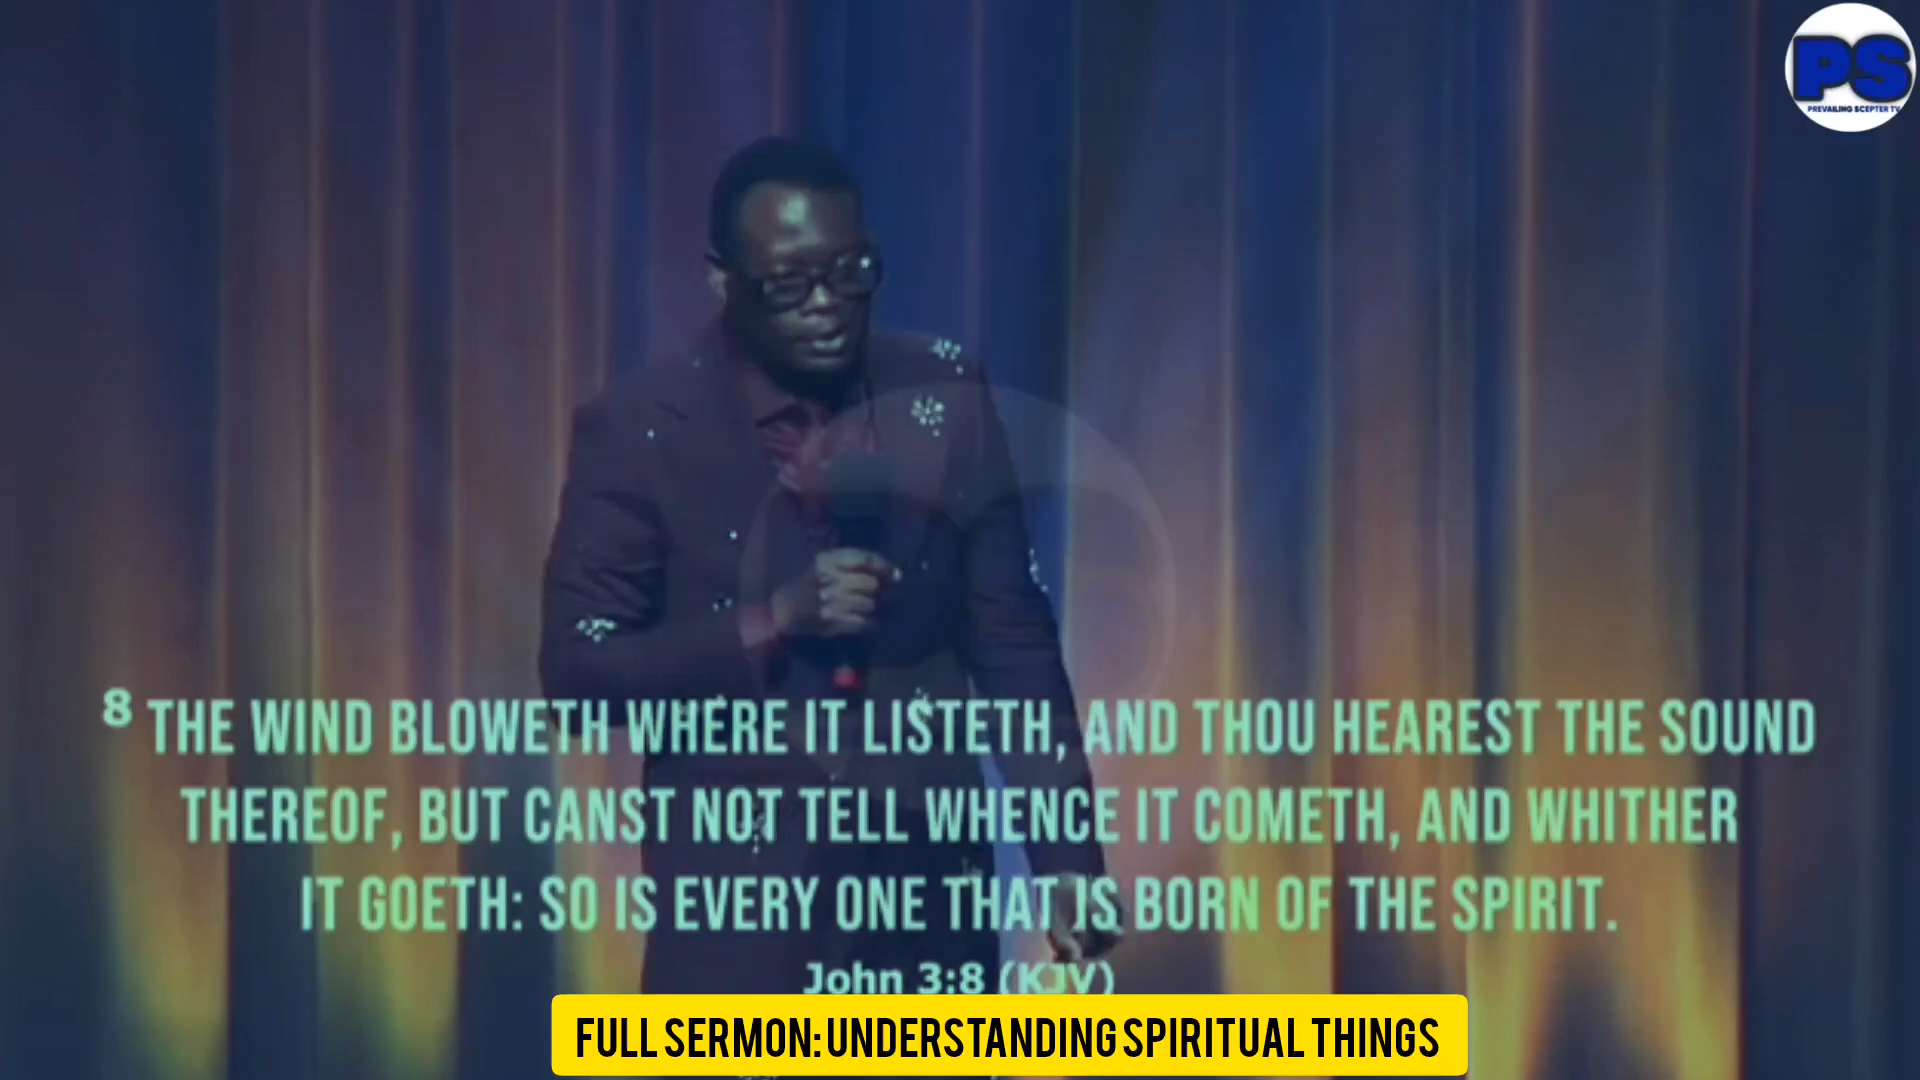 PS
PREVAILING SCEPTER TV
8 THE WIND BLOWETH WHERE IT LISTETH, AND THOU HEAREST THE SOUND
THEREOF, BUT CANST NOT TELL WHENCE IT COMETH, AND WHITHER
IT GOETH: SO IS EVERY ONE THAT IS BORN OF THE SPIRIT.
John 3:8 (KJV)
FULL SERMON: UNDERSTANDING SPIRITUAL THINGS